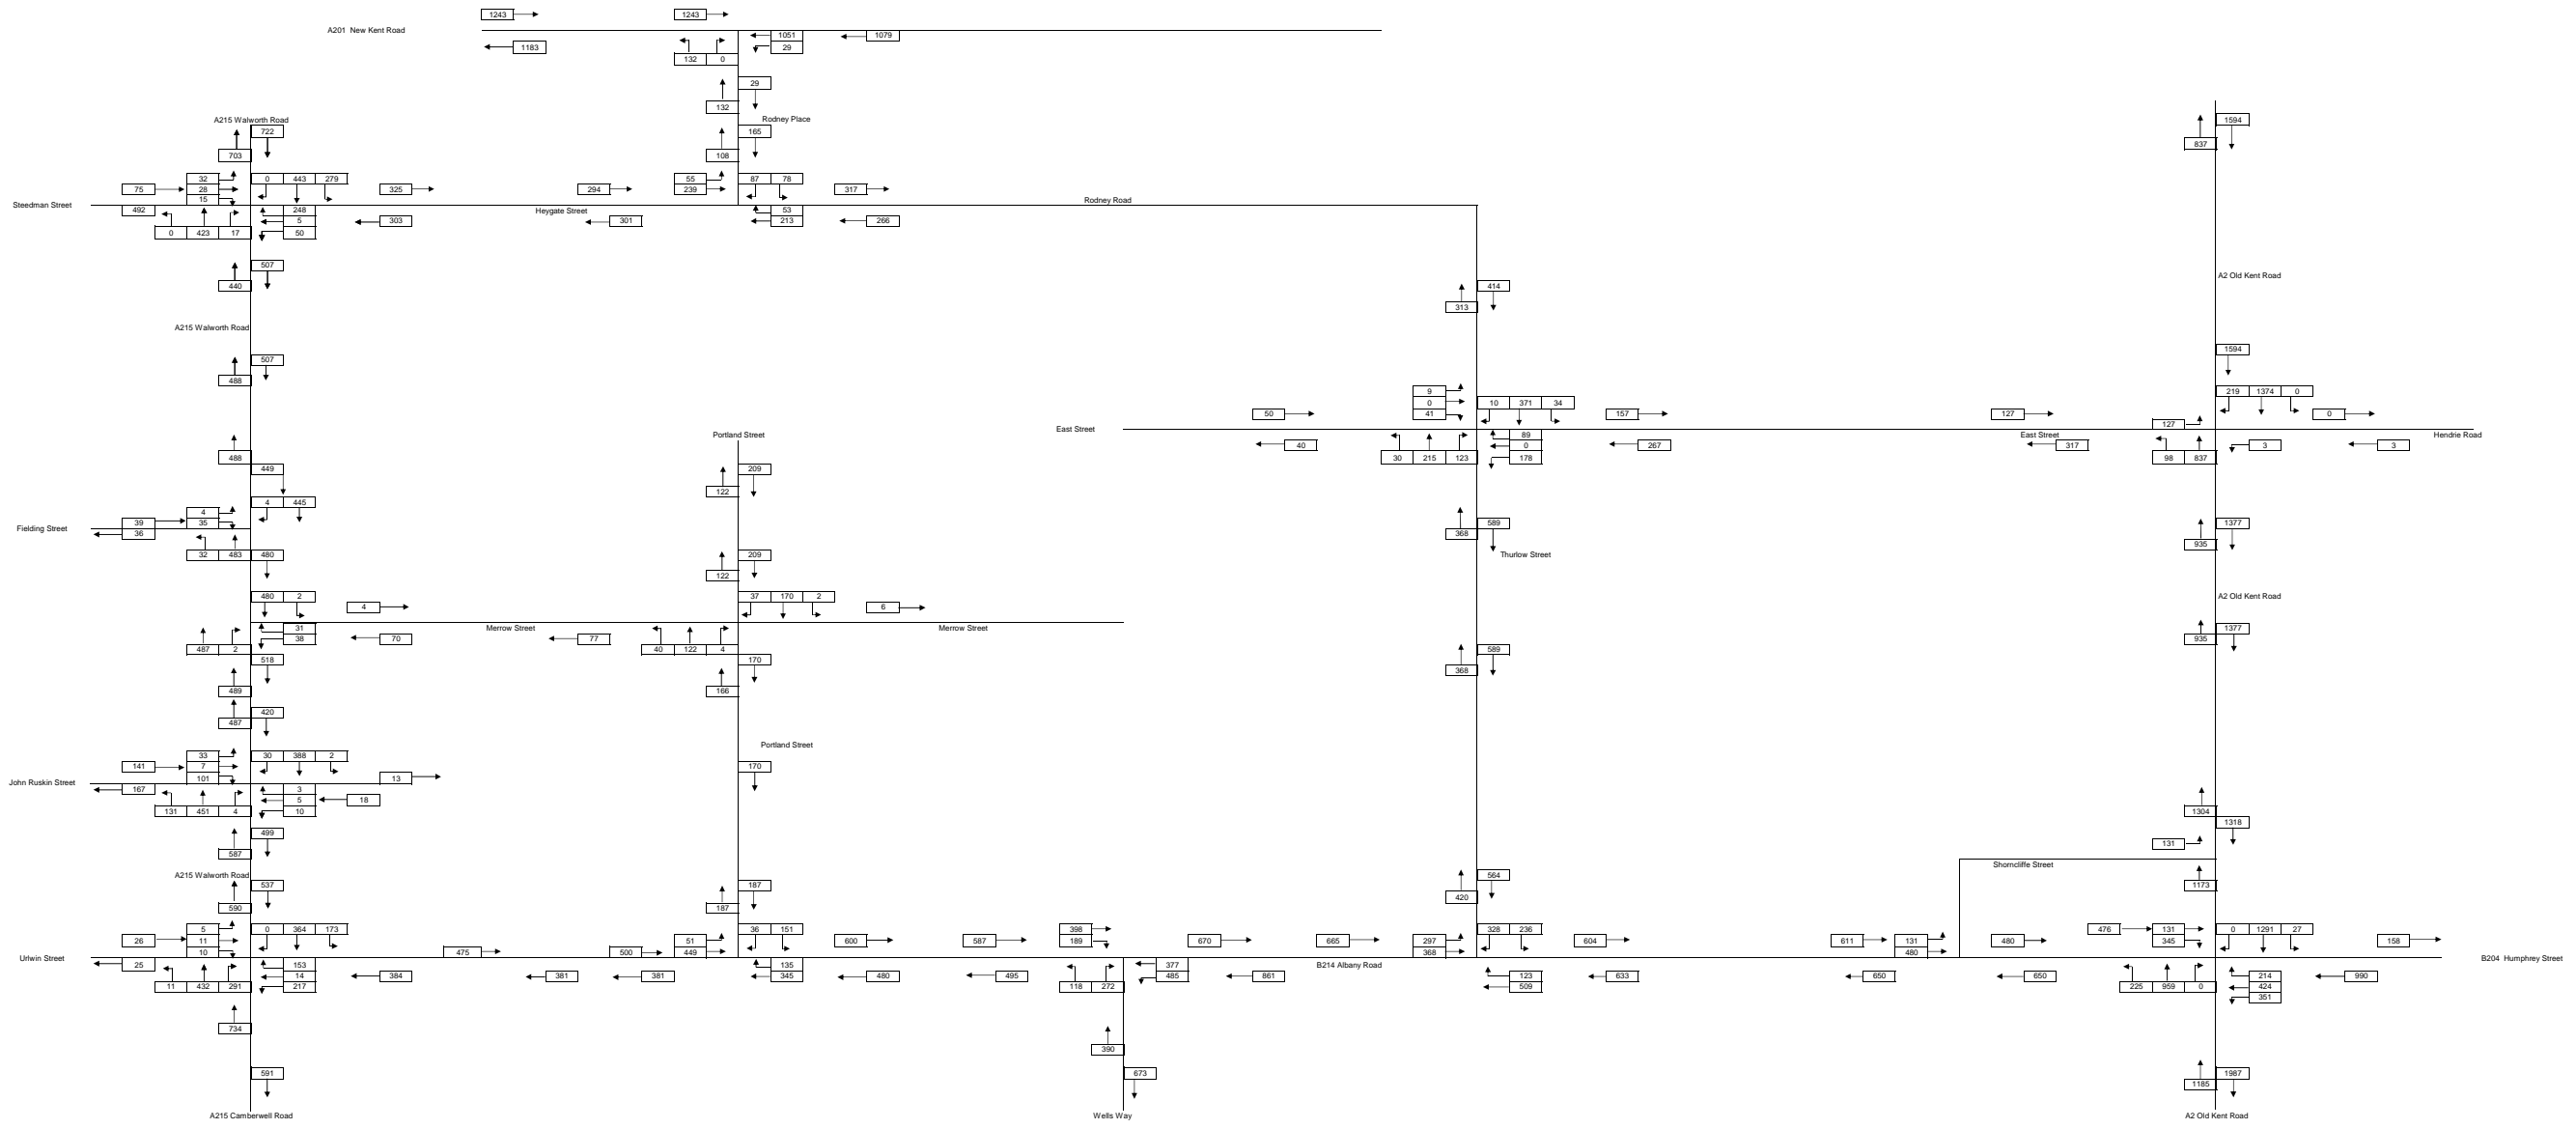 1243 1243
A201 New Kent Road
1183 1051 1079
29
132 0
29
132
A215 Walworth Road Rodney Place
722 165 1594
703 108 837
32 0 443 279 55 87 78
75 28 325 294 239 317
15
Steedman Street Rodney Road
492 248 Heygate Street 53
5 303 301 213 266
0 423 17 50
507
440 A2 Old Kent Road
414
313
A215 Walworth Road
507 1594
488
9 219 1374 0
0 10 371 34
50 41 157 127 0
127
East Street East Street Hendrie Road
Portland Street 89
40 0 267 317 3 3
488 30 215 123 178 98 837
449 209
122
4 445
4
39 35 589 1377
Fielding Street
36 368
935
32 483 480 209 Thurlow Street
122
480 2 37 170 2 A2 Old Kent Road
4 6
31 Merrow Street Merrow Street 1377
38 70 77 935
487 2 40 122 4 589
518 170 368
489 166
420
487
33 30 388 2 Portland Street
141 7 170
101 13
John Ruskin Street
167 3
5 18
131 451 4 10 1304
499 1318
587 131
A215 Walworth Road Shorncliffe Street
537 187 564 1173
590 187 420
5 0 364 173 36 151 398 328 236 476 131 0 1291 27
26 11 475 500 51 600 587 189 670 665 297 604 611 131 480 345 158
10 449 368 480
Urlwin Street B214 Albany Road B204 Humphrey Street
25 153 135 377
14 384 381 381 345 480 495 485 861 123 633 650 650 214 990
11 432 291 217 118 272 509 225 959 0 424
351
734
390
591 673 1987
1185
A215 Camberwell Road Wells Way A2 Old Kent Road